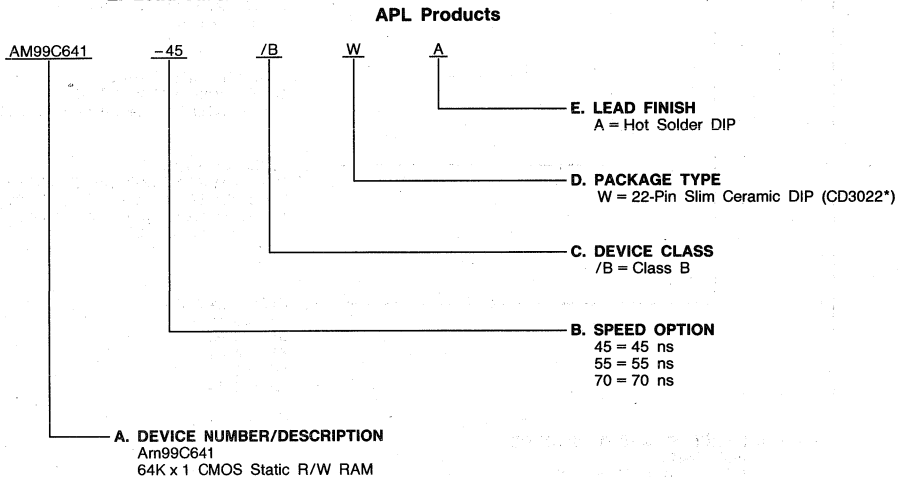 APL Products
AM99C641 -45 /B W A
E. LEAD FINISH
A = Hot Solder DIP
D. PACKAGE TYPE
W = 22-Pin Slim Ceramic DIP (CD3022*)
C. DEVICE CLASS
/B = Class B
B. SPEED OPTION
45 = 45 ns
55 = 55 ns
70 = 70 ns
A. DEVICE NUMBER/DESCRIPTION
Am99C641
64K x 1 CMOS Static R/W RAM